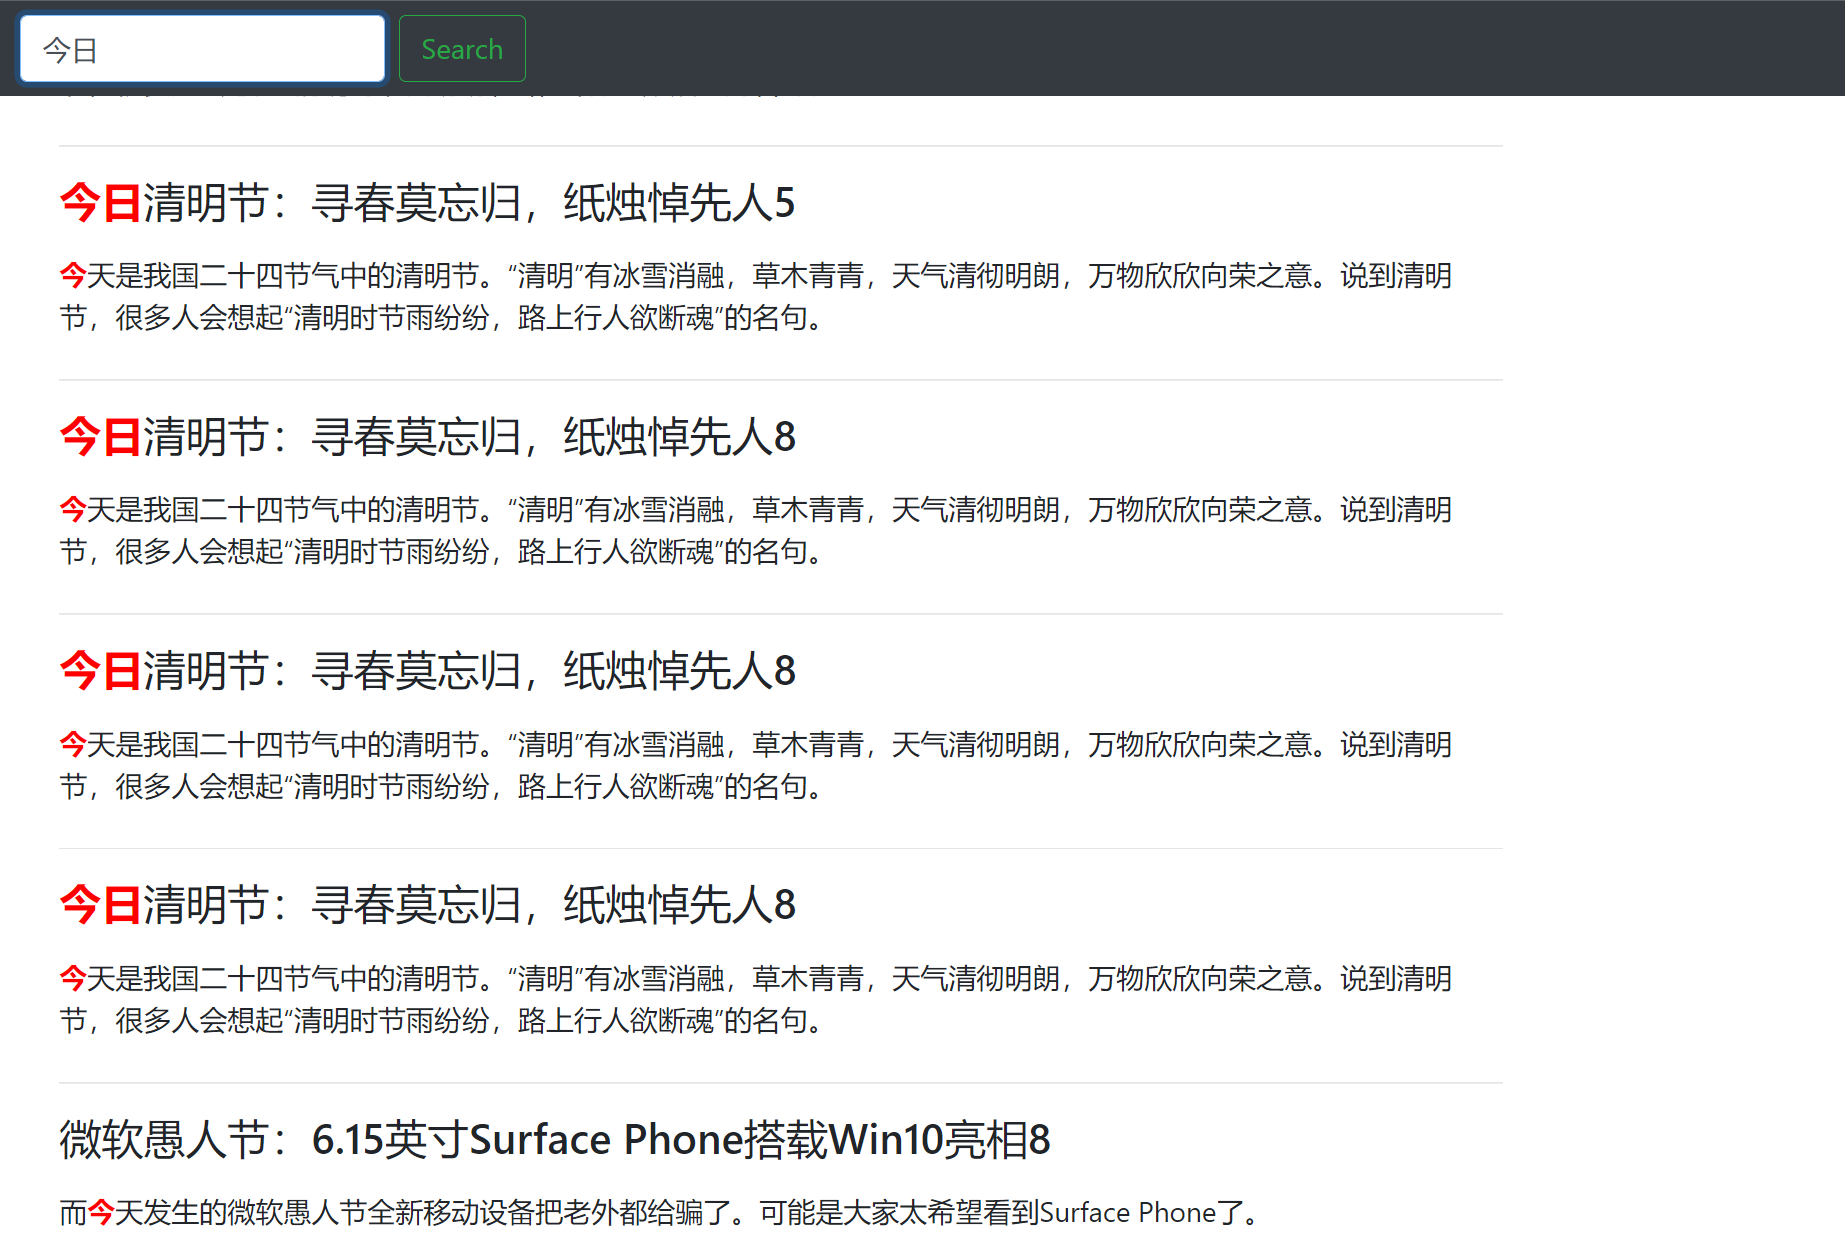 今日
Search
今日清明节：寻春莫忘归，纸烛悼先人5
今天是我国二十四节气中的清明节。“清明”有冰雪消融，草木青青，天气清彻明朗，万物欣欣向荣之意。说到清明
节，很多人会想起“清明时节雨纷纷，路上行人欲断魂”的名句。
今日清明节：寻春莫忘归，纸烛悼先人8
今天是我国二十四节气中的清明节。“清明”有冰雪消融，草木青青，天气清彻明朗，万物欣欣向荣之意。说到清明
节，很多人会想起“清明时节雨纷纷，路上行人欲断魂”的名句。
今日清明节：寻春莫忘归，纸烛悼先人8
今天是我国二十四节气中的清明节。“清明”有冰雪消融，草木青青，天气清彻明朗，万物欣欣向荣之意。说到清明
节，很多人会想起“清明时节雨纷纷，路上行人欲断魂”的名句。
今日清明节：寻春莫忘归，纸烛悼先人8
今天是我国二十四节气中的清明节。“清明”有冰雪消融，草木青青，天气清彻明朗，万物欣欣向荣之意。说到清明
节，很多人会想起“清明时节雨纷纷，路上行人欲断魂”的名句。
微软愚人节：6.15英寸Surface Phone搭载Win10亮相8
而今天发生的微软愚人节全新移动设备把老外都给骗了。可能是大家太希望看到Surface Phone了。